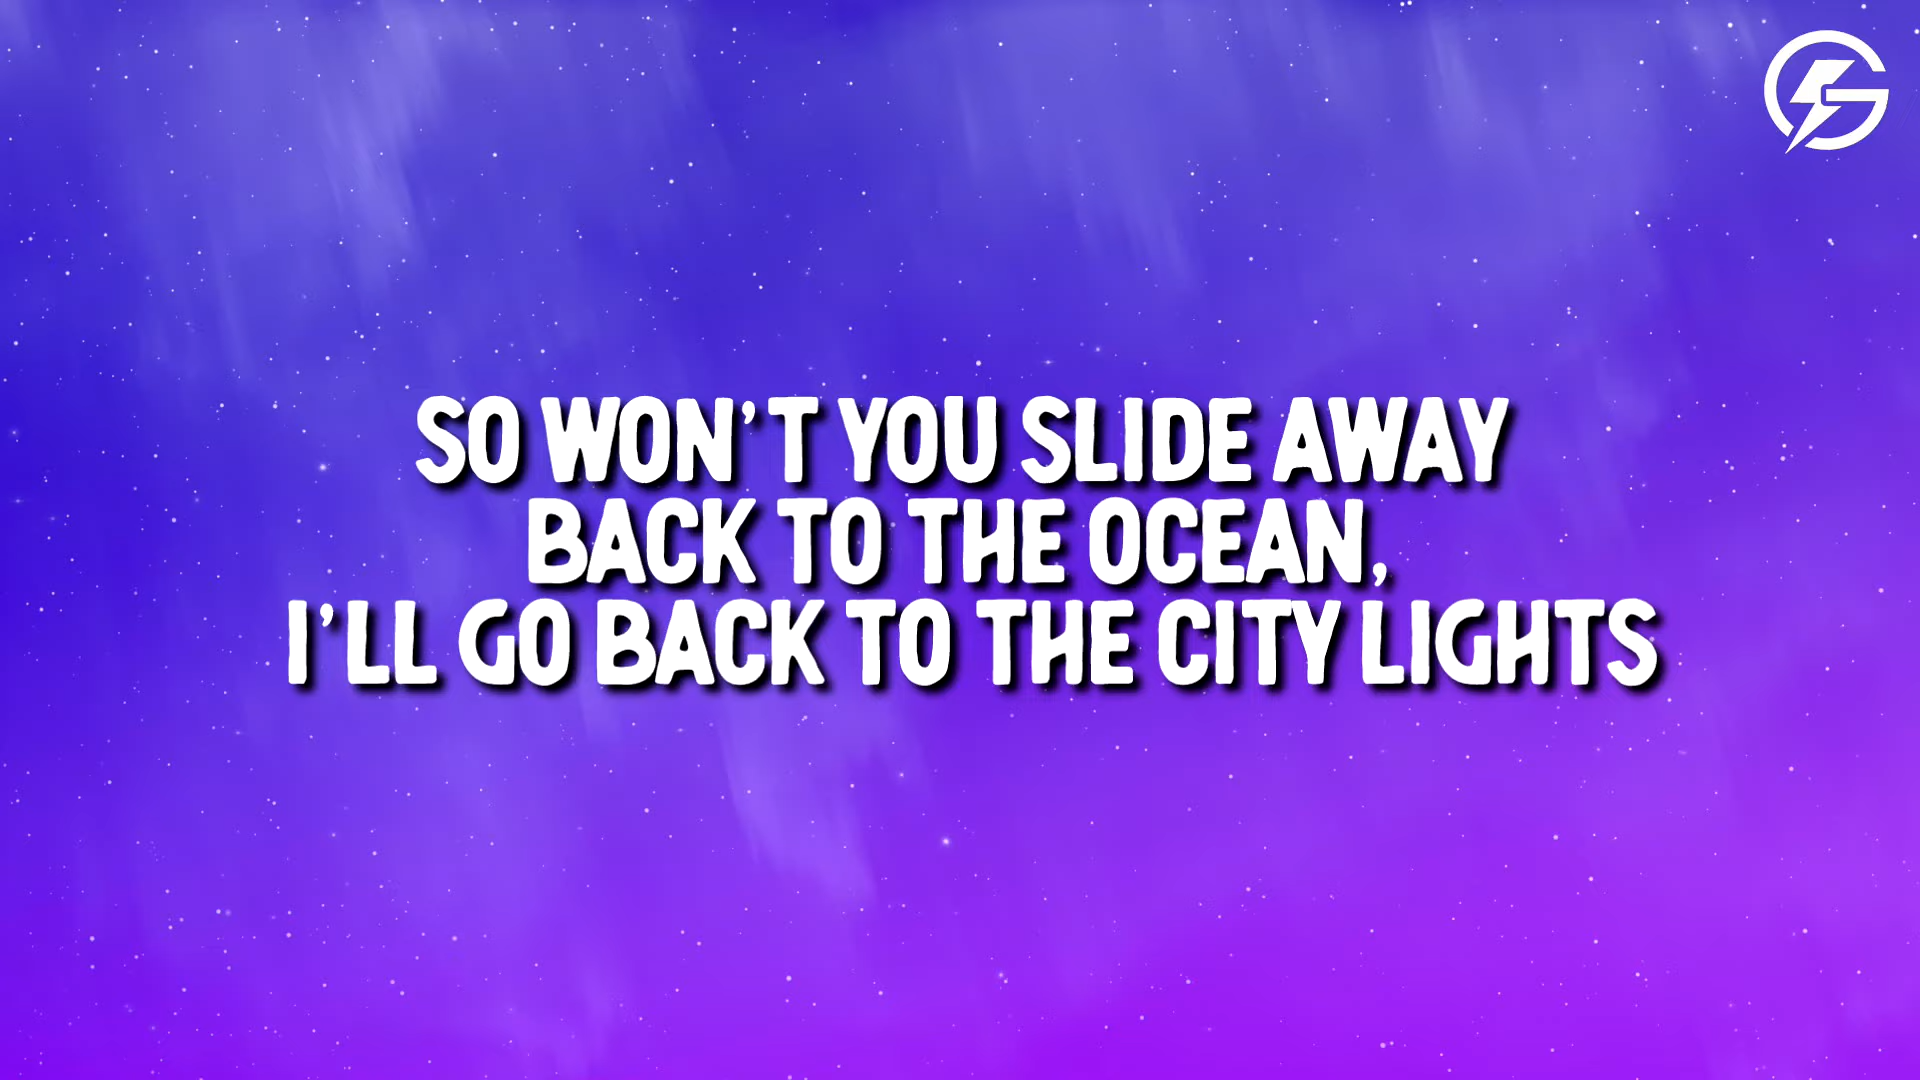 SO WON'T YOU SLIDE AWAY
BACK TO THE OCEAN,
I'LL GO BACK TO THE CITY LIGHTS